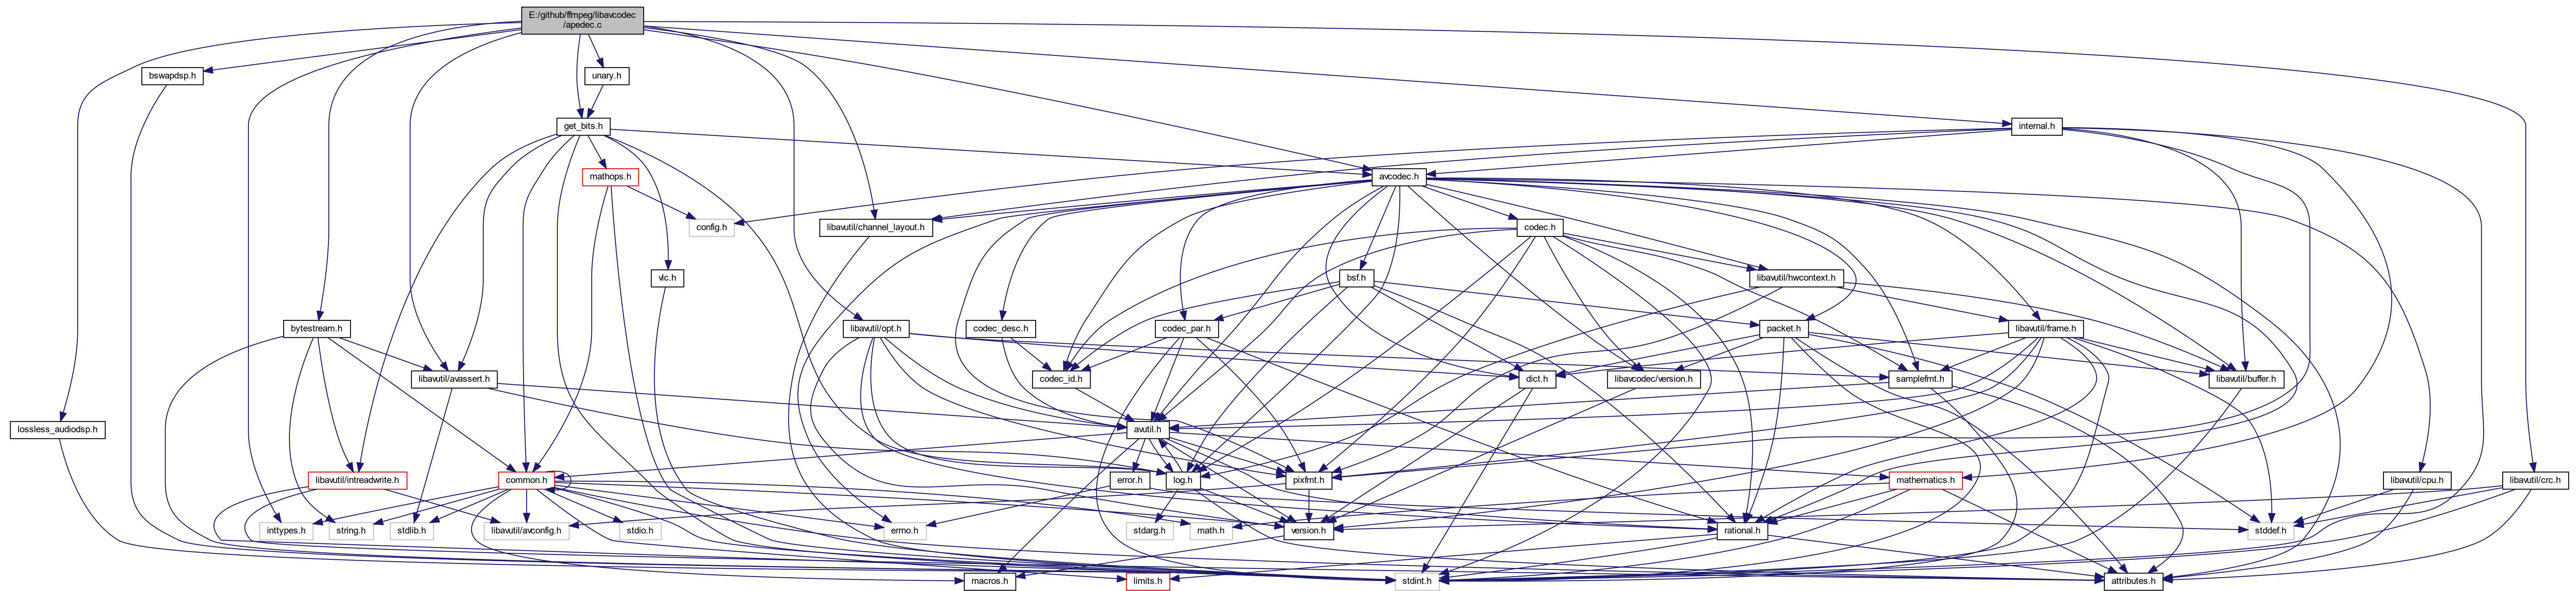 E:/github/ffmpeg/libavcodec
/apedec.c
bswapdsp.h
unary.h
get_bits.h
internal.h
mathops.h
avcodec.h
config.h
libavutil/channel_layout.h
codec.h
vlc.h
bsf.h
libavutil/hwcontext.h
bytestream.h
libavutil/opt.h
codec_desc.h
codec_par.h
packet.h
libavutil/frame.h
libavutil/avassert.h
codec_id.h
dict.h
libavcodec/version.h
samplefmt.h
libavutil/buffer.h
lossless_audiodsp.h
avutil.h
libavutil/intreadwrite.h
common.h
error.h
log.h
pixfmt.h
mathematics.h
libavutil/cpu.h
libavutil/crc.h
inttypes.h
string.h
stdlib.h
libavutil/avconfig.h
stdio.h
errno.h
stdarg.h
math.h
version.h
rational.h
stddef.h
macros.h
limits.h
stdint.h
attributes.h